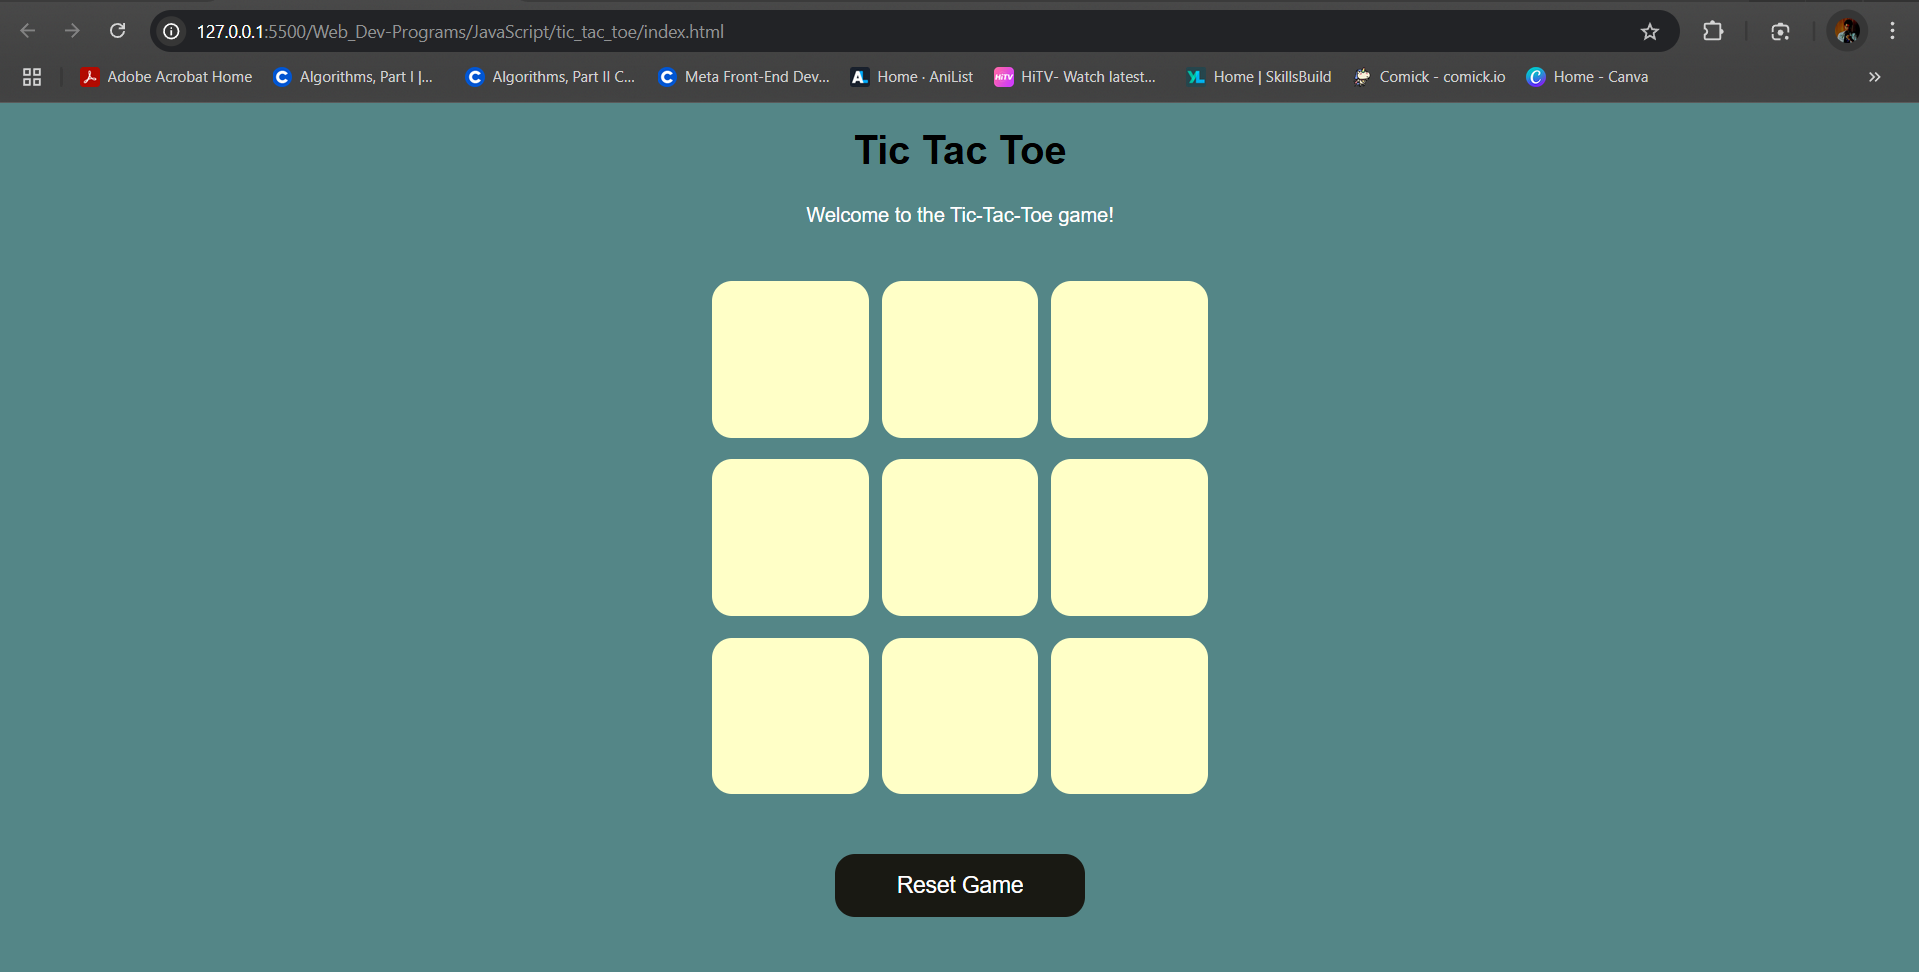 127.0.0.1:5500/Web_Dev-Programs/JavaScript/tic_tac_toe/index.html
Adobe Acrobat Home Algorithms, Part I |... Algorithms, Part II C... Meta Front-End Dev... Home · AniList HiTV HiTV- Watch latest... Home | SkillsBuild Comick - comick.io Home - Canva
Tic Tac Toe
Welcome to the Tic-Tac-Toe game!
Reset Game